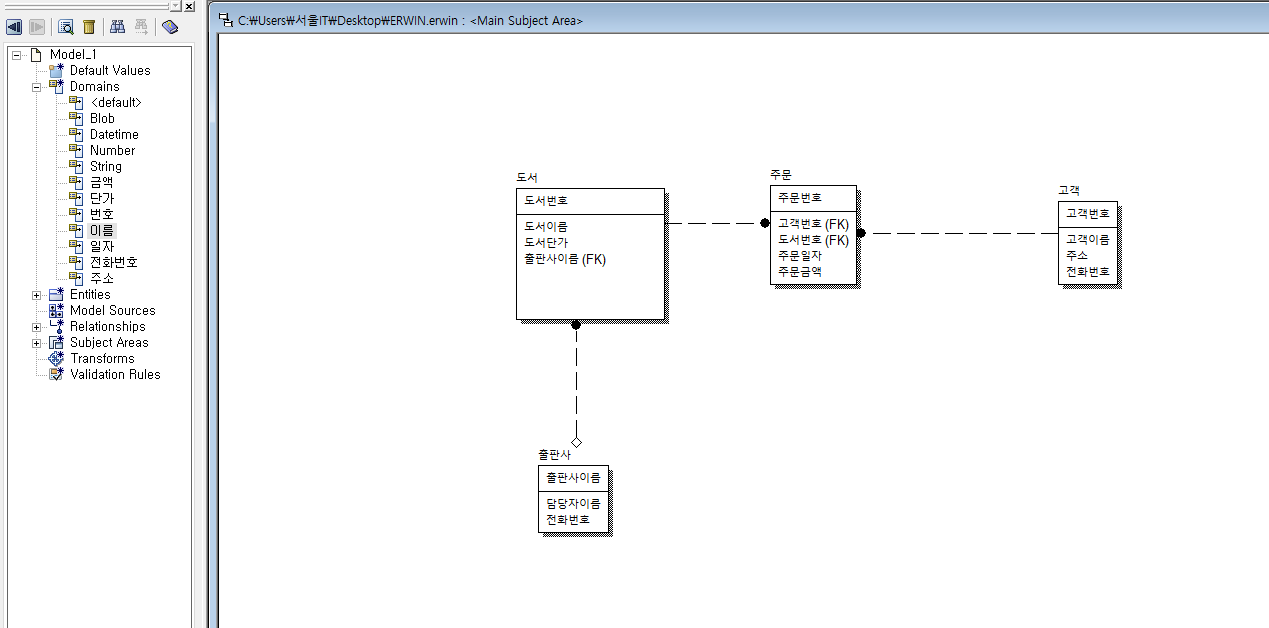 C:₩Users₩서울IT₩Desktop₩ERWIN.erwin : <Main Subject Area>
Model_1
Default Values
Domains
<default>
Blob
Datetime
Number
String
금액
단가
번호
이름
일자
전화번호
주소
Entities
Model Sources
Relationships
Subject Areas
Transforms
Validation Rules
도서
도서번호
도서이름
도서단가
출판사이름 (FK)
주문
주문번호
고객번호 (FK)
도서번호 (FK)
주문일자
주문금액
고객
고객번호
고객이름
주소
전화번호
출판사
출판사이름
담당자이름
전화번호